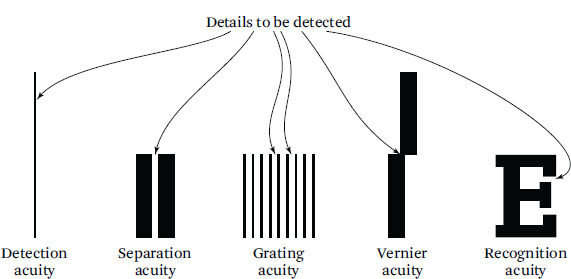 Details to be detected
E
Detection
acuity
Separation
acuity
Grating
acuity
Vernier
acuity
Recognition
acuity